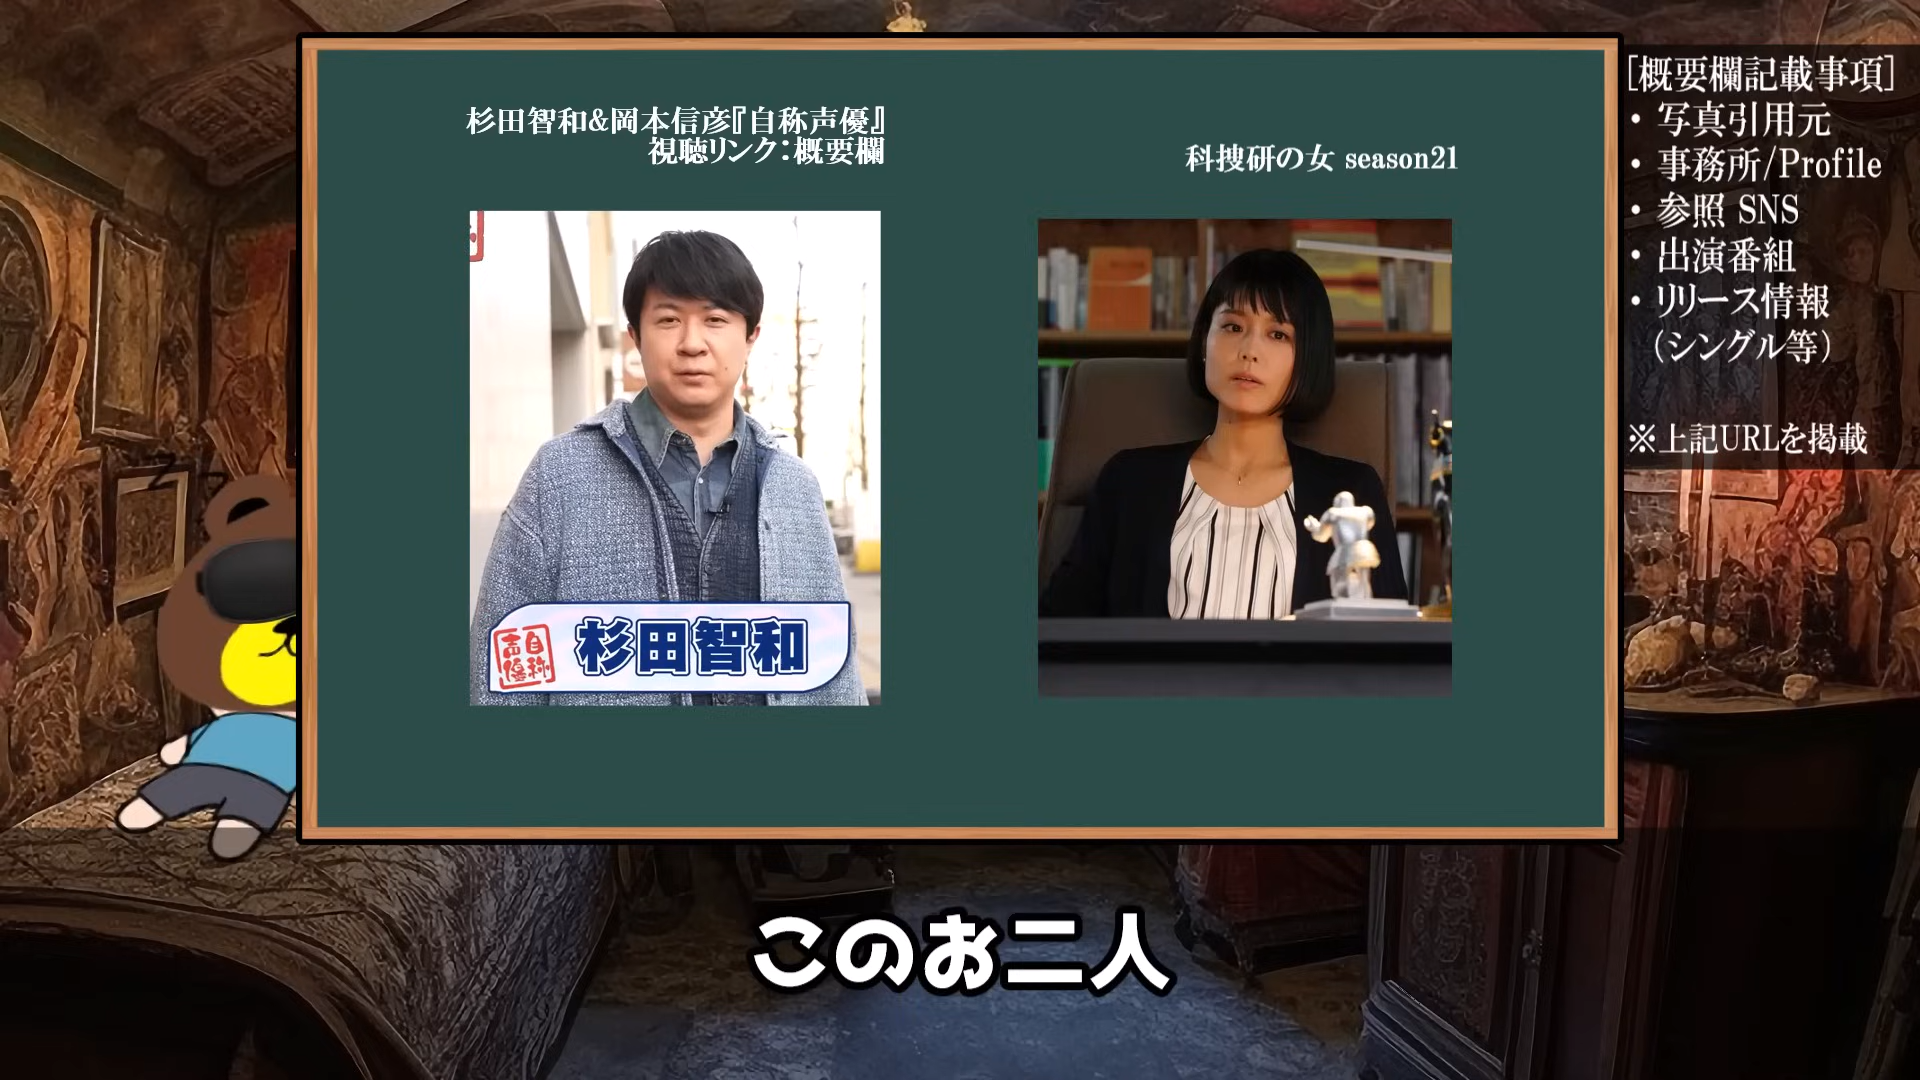 杉田智和&岡本信彦『自称声優』
視聴リンク：概要欄
科捜研の女 season21
自称
声優
杉田智和
[概要欄記載事項]
・写真引用元
・事務所/Profile
・参照 SNS
・出演番組
・リリース情報
（シングル等）
※上記URLを掲載
このお二人